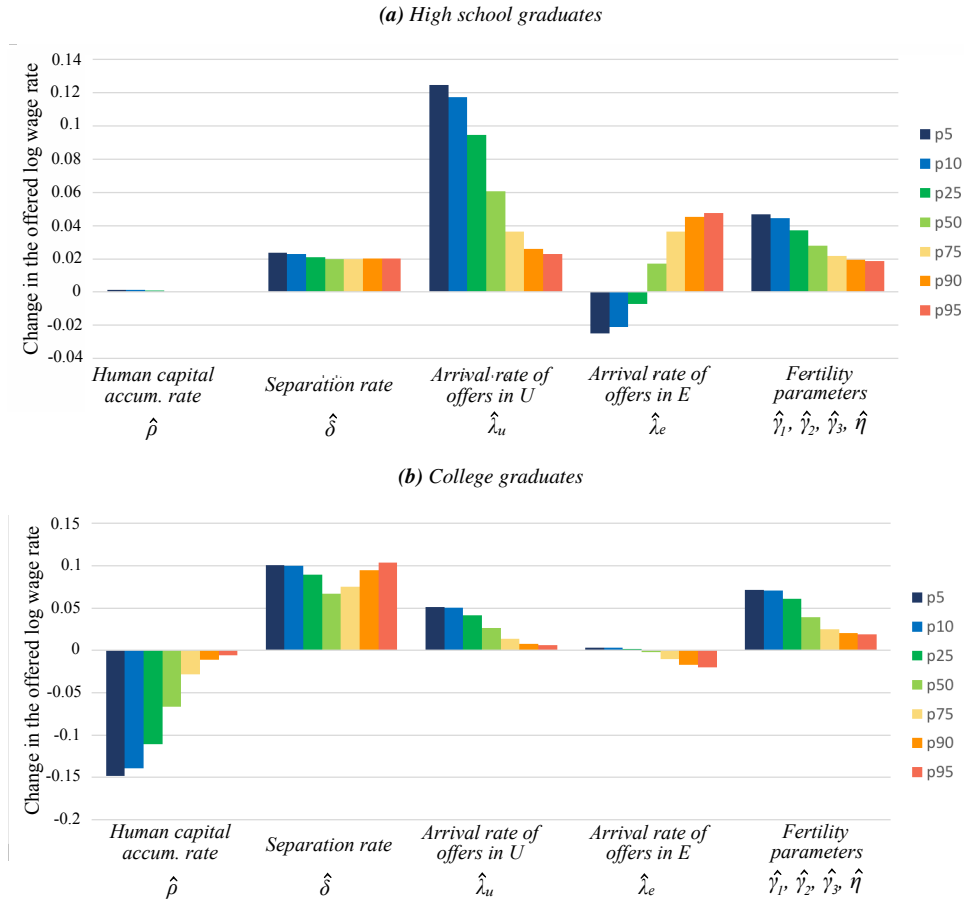 (a) High school graduates
Change in the offered log wage rate
0.14
0.12
0.1
0.08
0.06
0.04
0.02
0
-0.02
-0.04
p5
p10
p25
p50
p75
p90
p95
Human capital
accum. rate
ρ̂
Separation rate
δ̂
Arrival rate of
offers in U
λ̂u
Arrival rate of
offers in E
λ̂e
Fertility
parameters
γ̂1, γ̂2, γ̂3, η̂
(b) College graduates
Change in the offered log wage rate
0.15
0.1
0.05
0
-0.05
-0.1
-0.15
-0.2
p5
p10
p25
p50
p75
p90
p95
Human capital
accum. rate
ρ̂
Separation rate
δ̂
Arrival rate of
offers in U
λ̂u
Arrival rate of
offers in E
λ̂e
Fertility
parameters
γ̂1, γ̂2, γ̂3, η̂